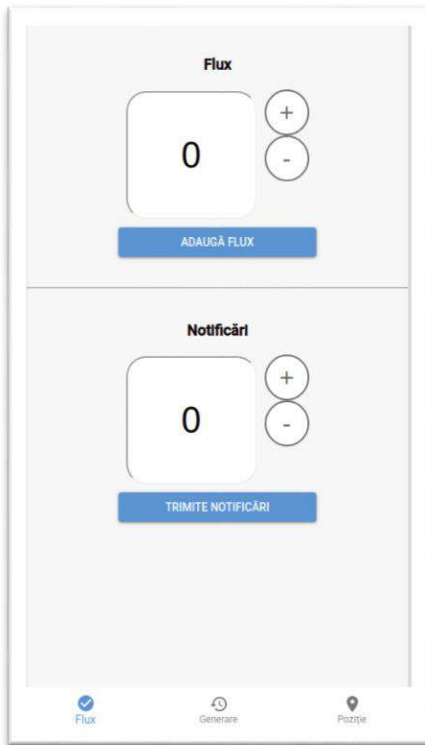 Flux
0
+
-
ADAUGĂ FLUX
Notificări
0
+
-
TRIMITE NOTIFICĂRI
Flux
Generare
Poziție